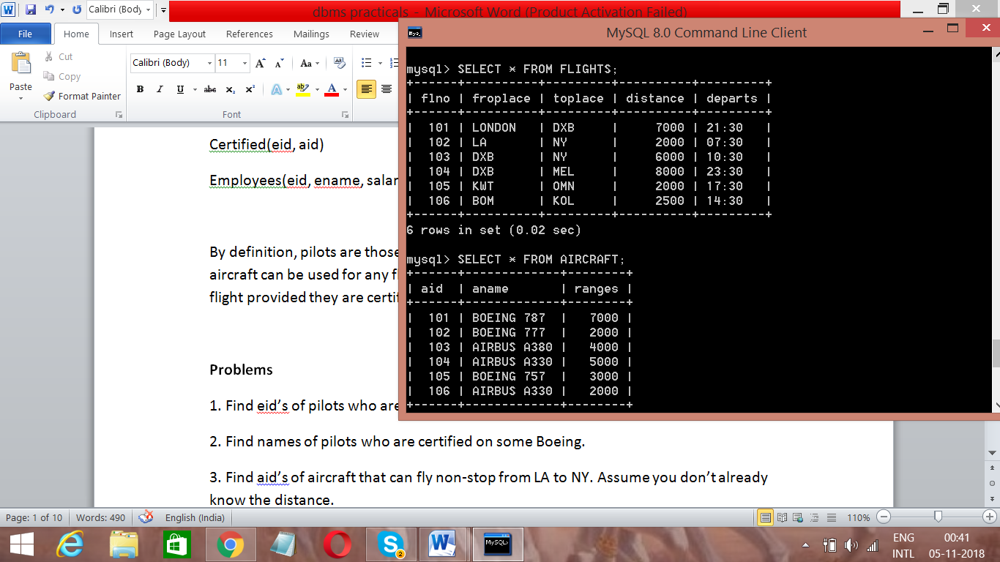 dbms practicals - Microsoft Word (Product Activation Failed)
Calibri (Body
File Home Insert Page Layout References Mailings Review
Paste
Cut
Copy
Format Painter
Clipboard
Calibri (Body) 11 A A Aa
B I U abc x₂ x² A ab A
Font
Certified(eid, aid)
Employees(eid, ename, salar
By definition, pilots are those
aircraft can be used for any f
flight provided they are certif
Problems
1. Find eid’s of pilots who are
2. Find names of pilots who are certified on some Boeing.
3. Find aid’s of aircraft that can fly non-stop from LA to NY. Assume you don’t already
know the distance.
MySQL 8.0 Command Line Client
mysql> SELECT * FROM FLIGHTS;
+------+----------+---------+----------+---------+
| flno | froplace | toplace | distance | departs |
+------+----------+---------+----------+---------+
|  101 | LONDON   | DXB     |     7000 | 21:30   |
|  102 | LA       | NY      |     2000 | 07:30   |
|  103 | DXB      | NY      |     6000 | 10:30   |
|  104 | DXB      | MEL     |     8000 | 23:30   |
|  105 | KWT      | OMN     |     2000 | 17:30   |
|  106 | BOM      | KOL     |     2500 | 14:30   |
+------+----------+---------+----------+---------+
6 rows in set (0.02 sec)
mysql> SELECT * FROM AIRCRAFT;
+------+-------------+--------+
| aid  | aname       | ranges |
+------+-------------+--------+
|  101 | BOEING 787  |   7000 |
|  102 | BOEING 777  |   2000 |
|  103 | AIRBUS A380 |   4000 |
|  104 | AIRBUS A330 |   5000 |
|  105 | BOEING 757  |   3000 |
|  106 | AIRBUS A330 |   2000 |
+------+-------------+--------+
Page: 1 of 10 Words: 490 English (India) 110%
2
MySQL>
ENG 00:41
INTL 05-11-2018